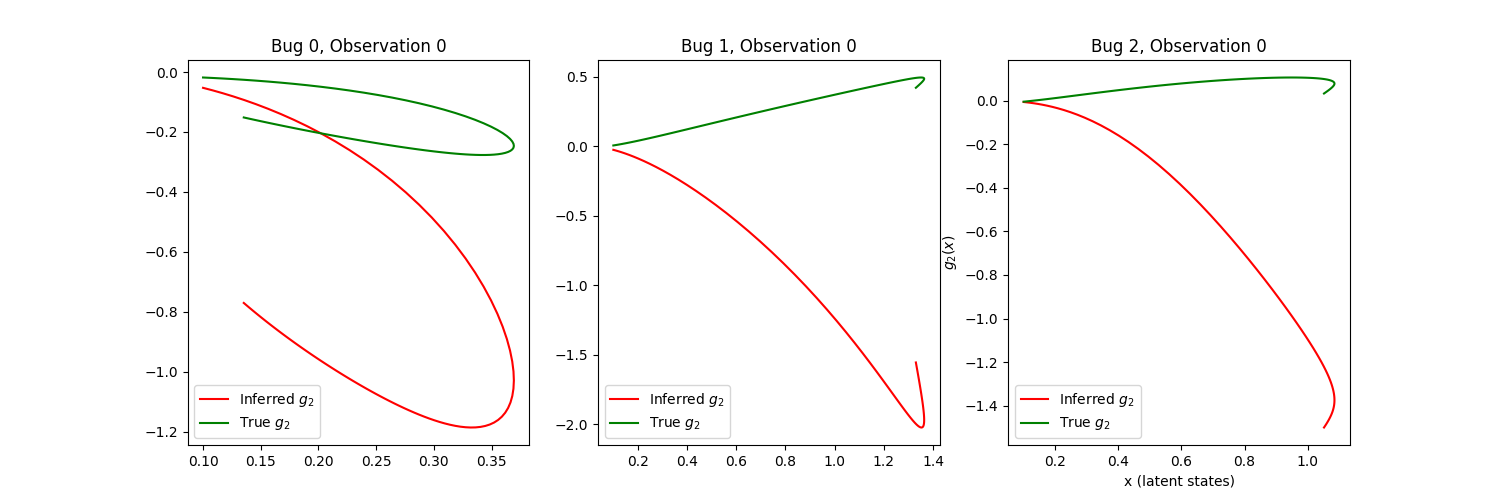 Bug 0, Observation 0
0.0
−0.2
−0.4
−0.6
−0.8
−1.0
−1.2
0.10 0.15 0.20 0.25 0.30 0.35
Inferred g₂
True g₂
Bug 1, Observation 0
0.5
0.0
−0.5
−1.0
−1.5
−2.0
0.2 0.4 0.6 0.8 1.0 1.2 1.4
Inferred g₂
True g₂
Bug 2, Observation 0
g₂(x)
0.0
−0.2
−0.4
−0.6
−0.8
−1.0
−1.2
−1.4
0.2 0.4 0.6 0.8 1.0
x (latent states)
Inferred g₂
True g₂